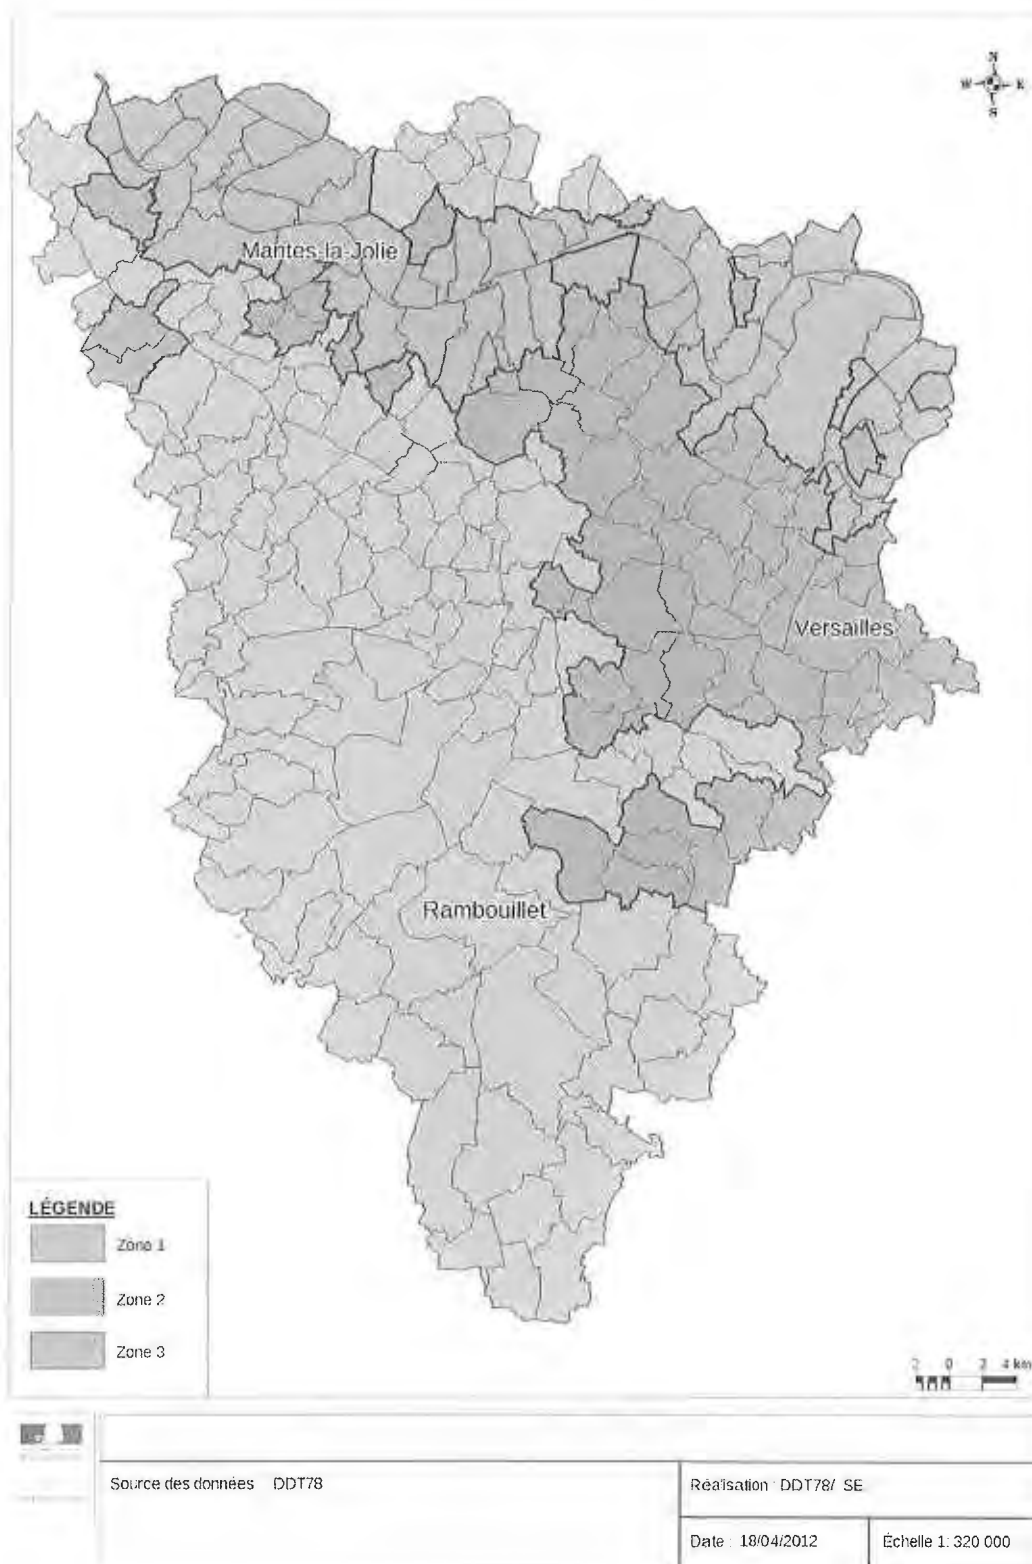 N
W E
S
Mantes-la-Jolie
Versailles
Rambouillet
LÉGENDE
Zone 1
Zone 2
Zone 3
2 0 2 4 km
Source des données DDT78
Réalisation : DDT78/ SE
Date : 18/04/2012
Échelle 1: 320 000